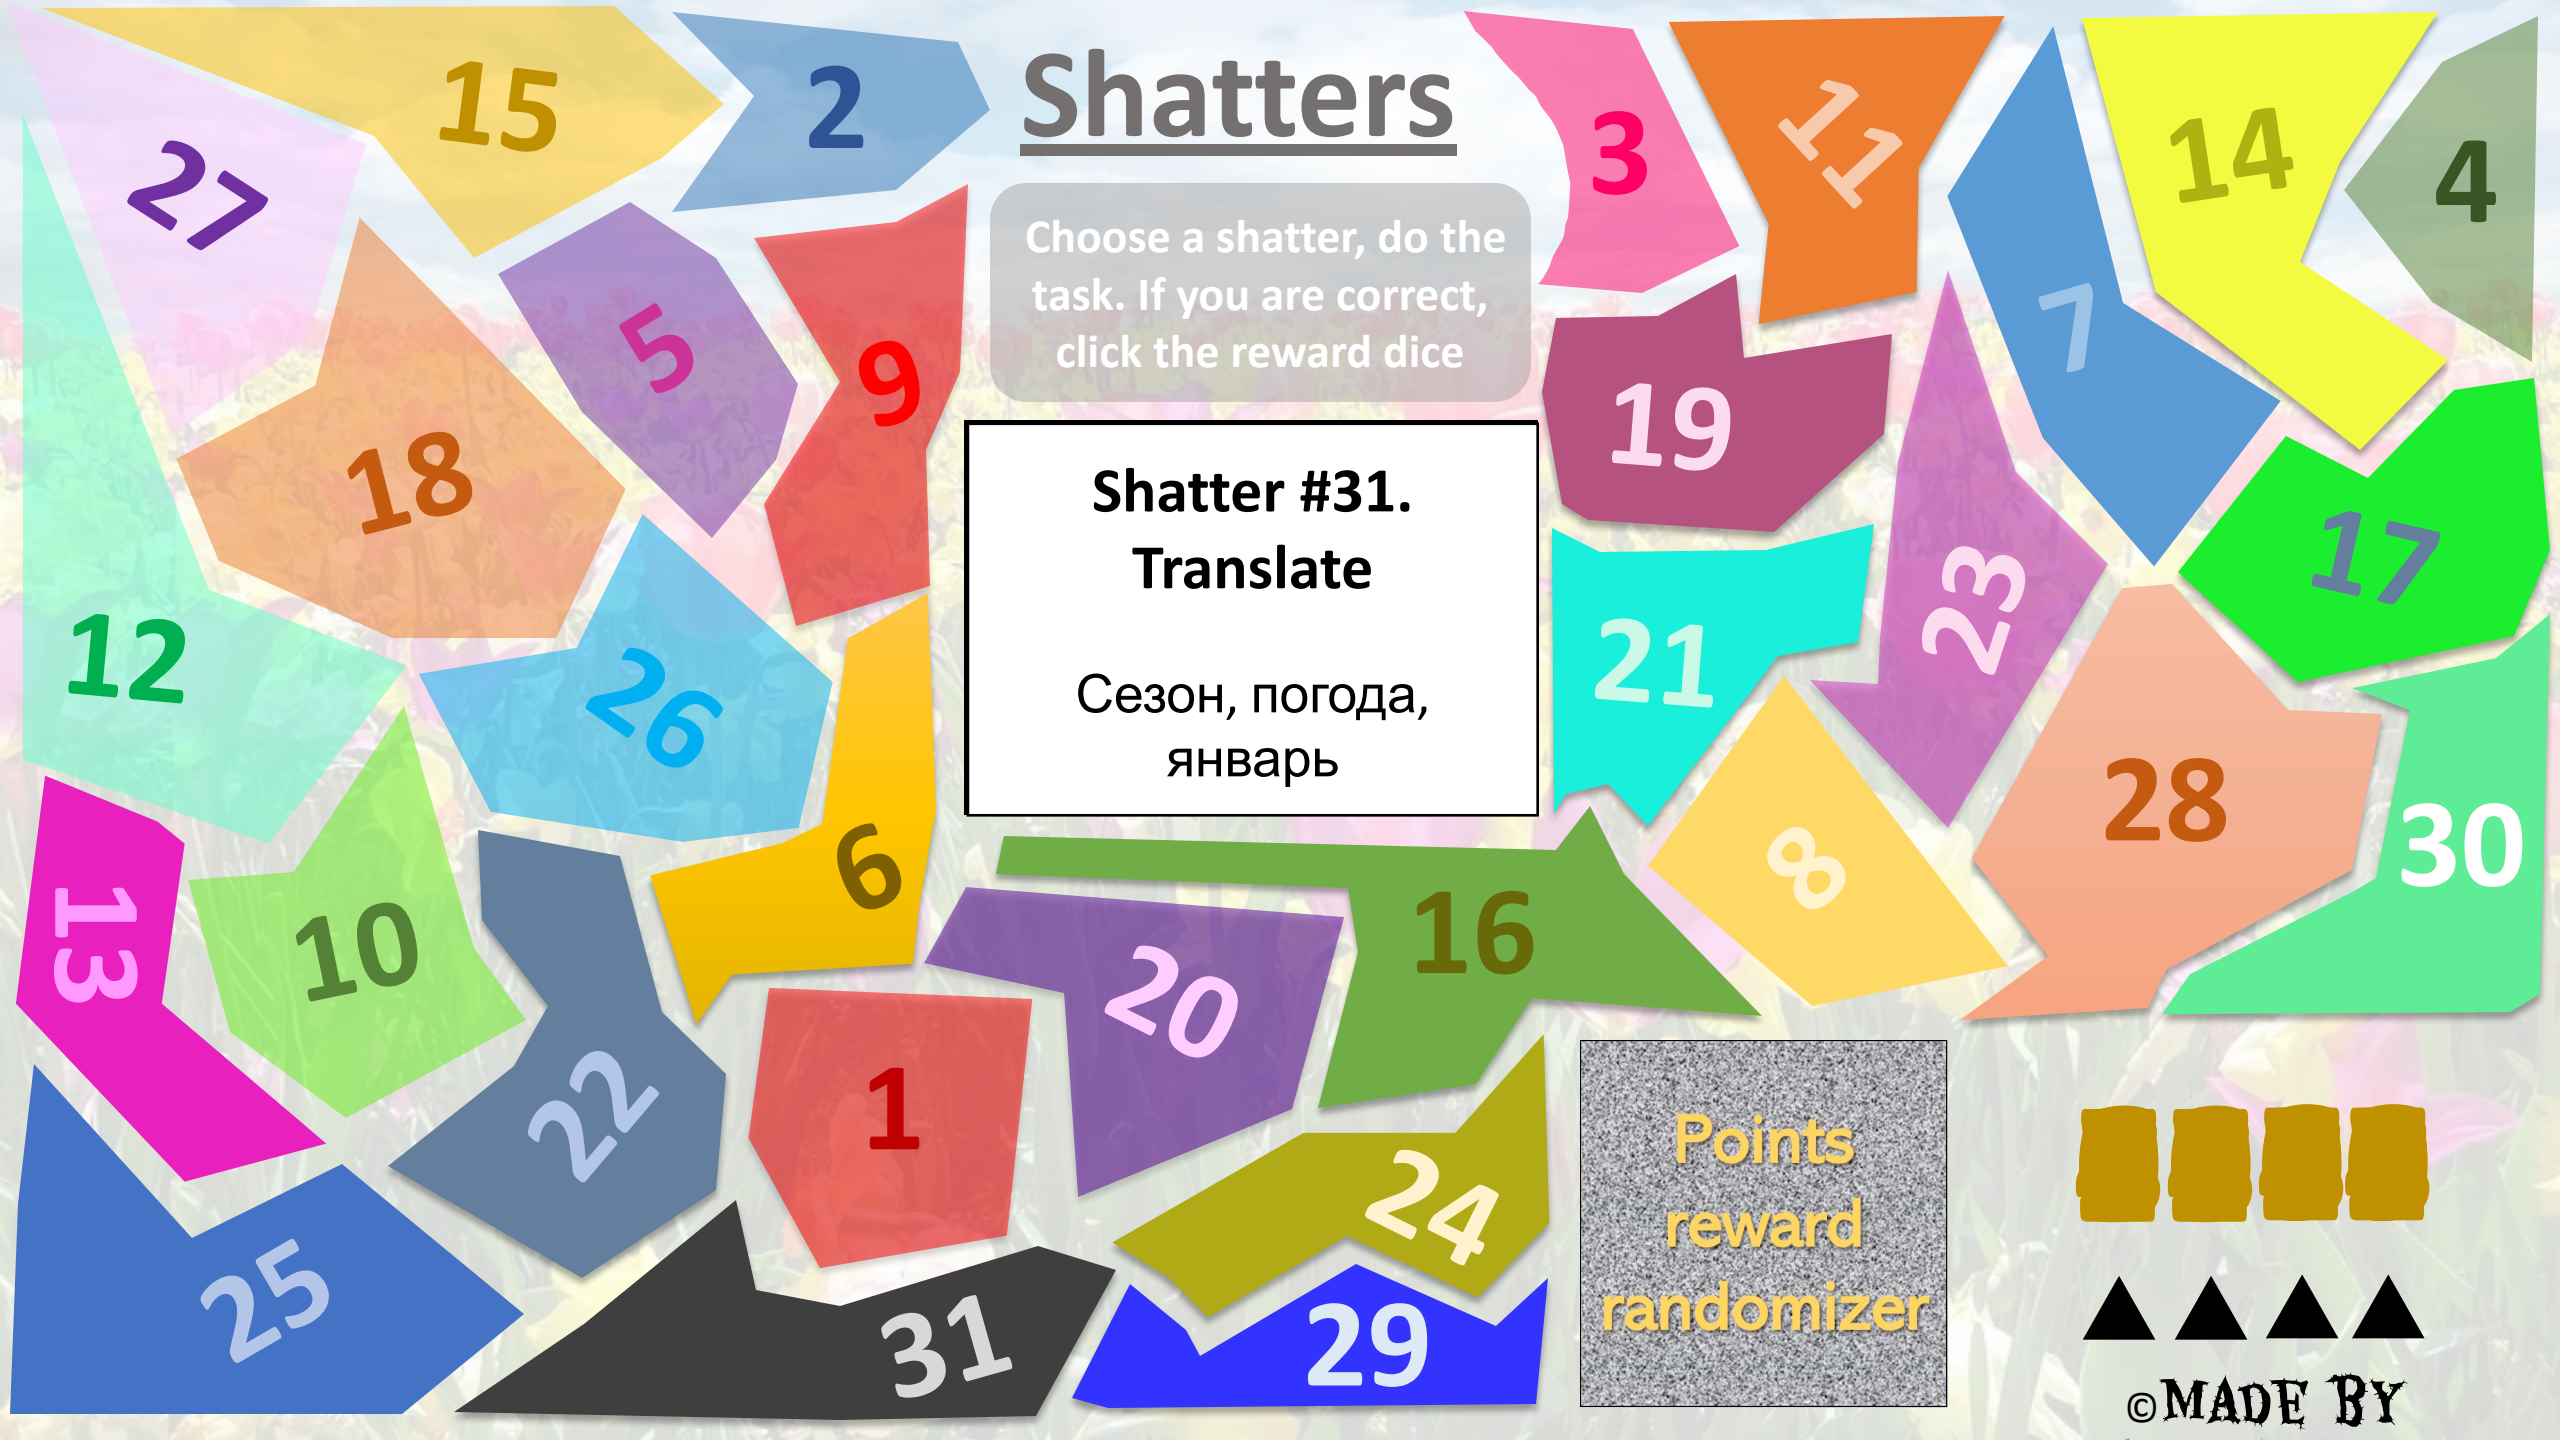 Shatters
Choose a shatter, do the
task. If you are correct,
click the reward dice
Shatter #31.
Translate
Сезон, погода,
январь
15
2
3
11
7
14
4
27
5
9
18
19
23
17
12
26
21
6
28
30
13
10
22
20
16
8
1
25
24
31
29
Points
reward
randomizer
©MADE BY